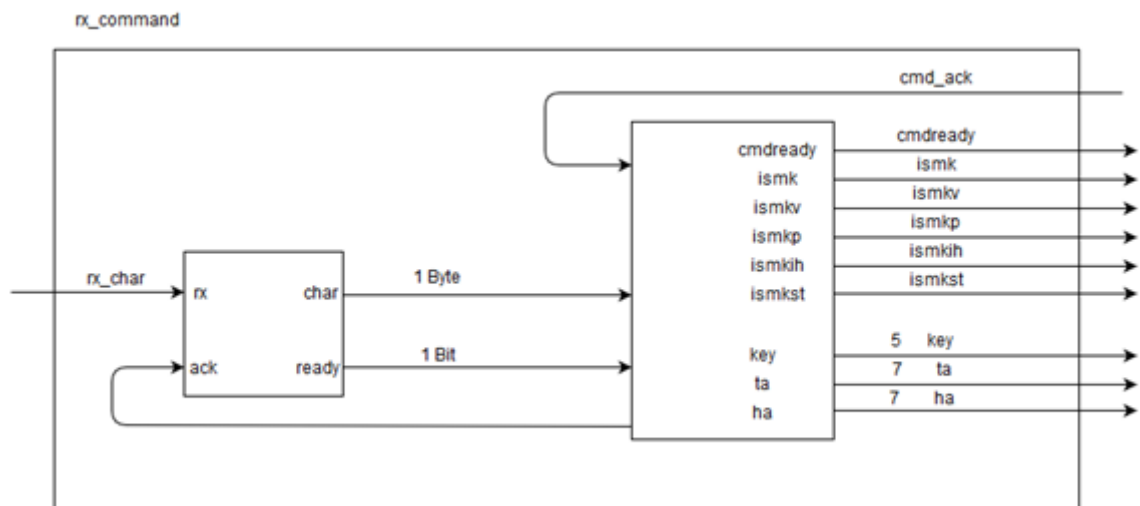 rx_command
cmd_ack
cmdready cmdready
ismk ismk
ismkv ismkv
ismkp ismkp
ismkih ismkih
ismkst ismkst
rx_char rx char 1 Byte
ack ready 1 Bit
key 5 key
ta 7 ta
ha 7 ha